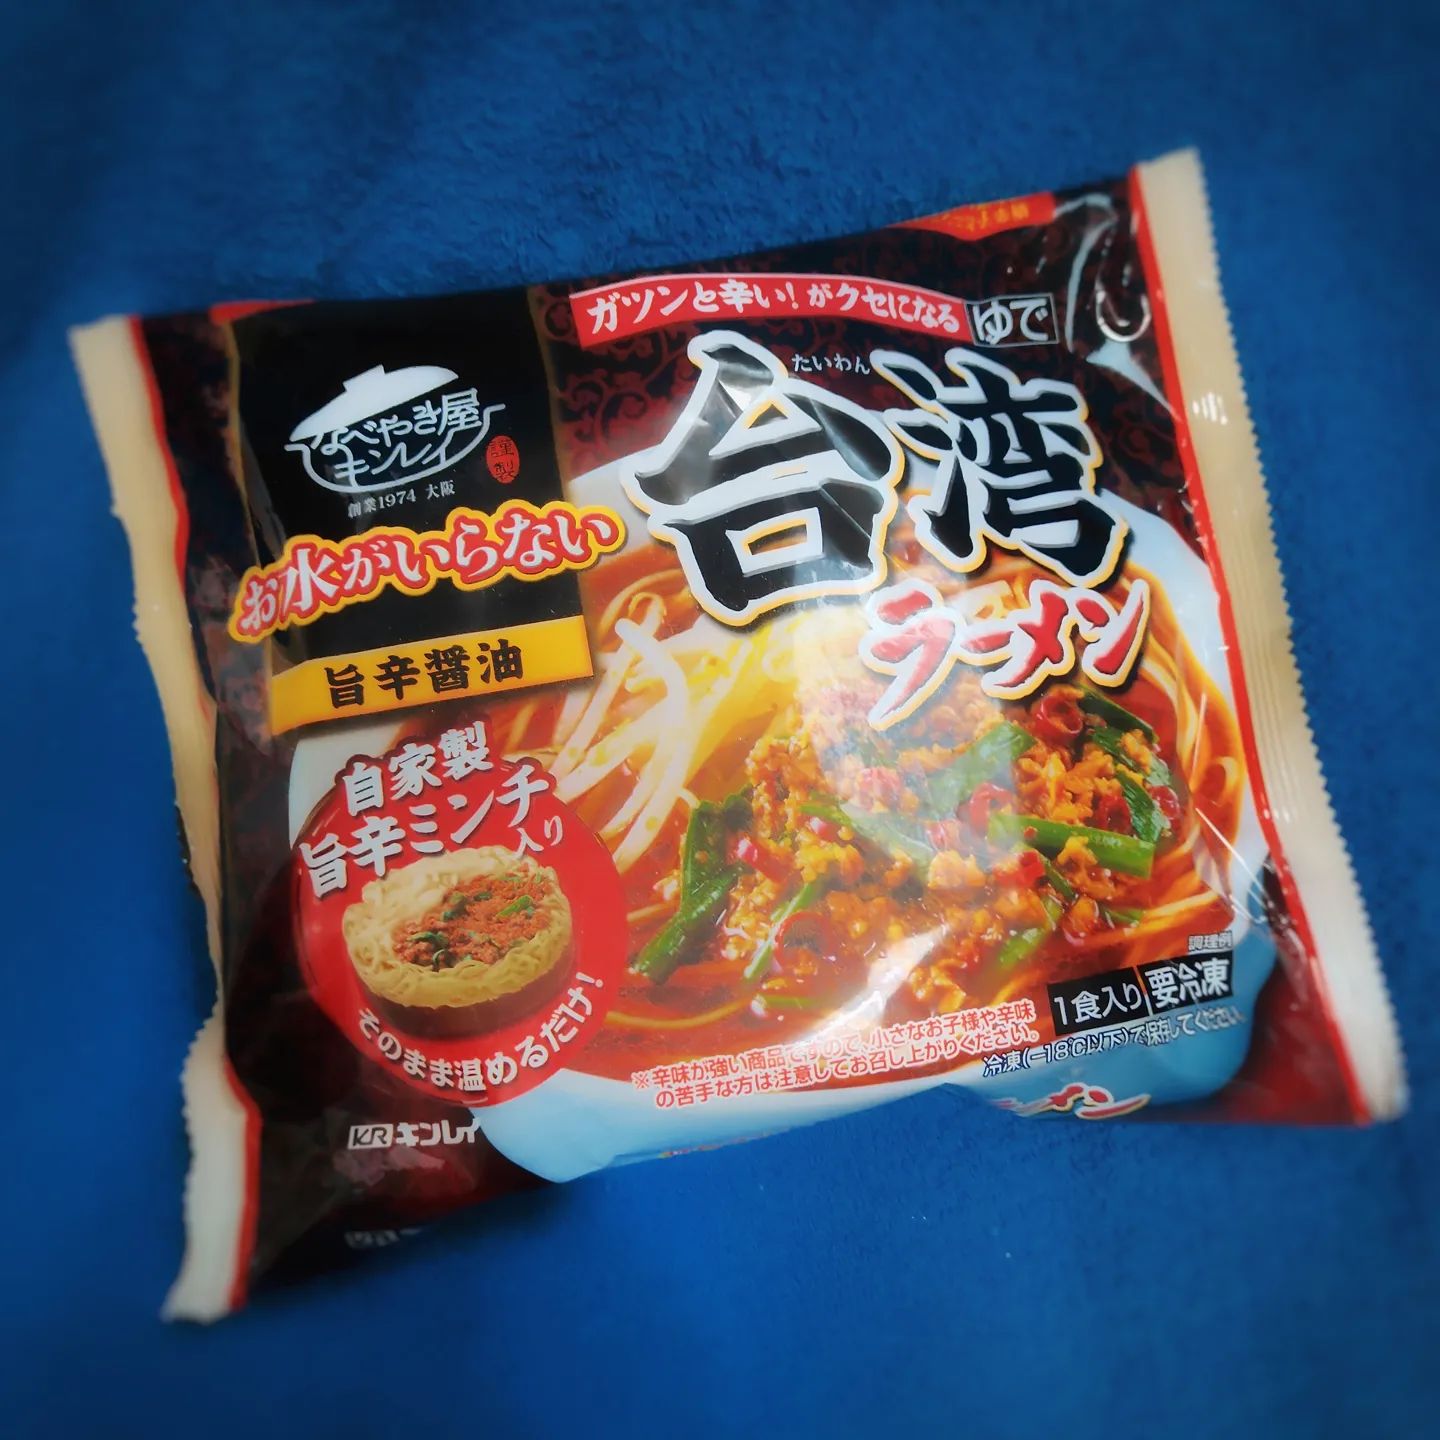 ガツンと辛い!がクセになる
ゆで
たいわん
台湾
ラーメン
なべやき屋
キンレイ
謹製
創業1974 大阪
お水がいらない
旨辛醤油
自家製
旨辛ミンチ
入り
そのまま温めるだけ!
調理例
1食入り
要冷凍
冷凍(−18℃以下)で保存してください。
※辛味が強い商品ですので、小さなお子様や辛味
の苦手な方は注意してお召し上がりください。
KR キンレイ
ーメン